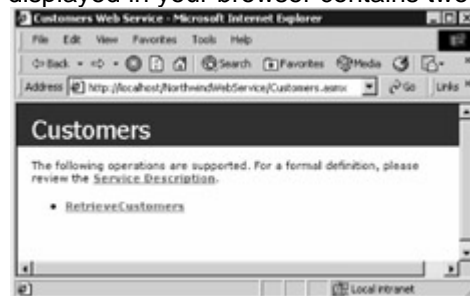 displayed in your browser contains two
Customers Web Service - Microsoft Internet Explorer
File Edit View Favorites Tools Help
Back Search Favorites Media
Address http://localhost/NorthwindWebService/Customers.asmx Go Links »
Customers
The following operations are supported. For a formal definition, please
review the Service Description.
• RetrieveCustomers
Local intranet